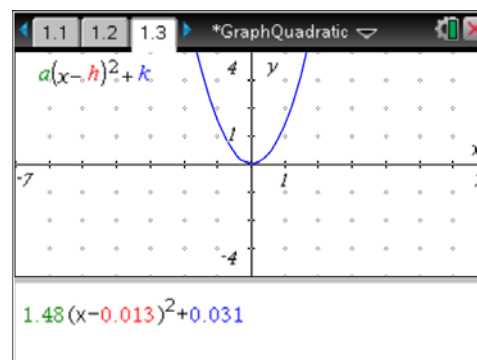 1.1 1.2 1.3 *GraphQuadratic
a(x-h)²+k
4 y
1
-7 1 x
-4
1.48(x-0.013)²+0.031